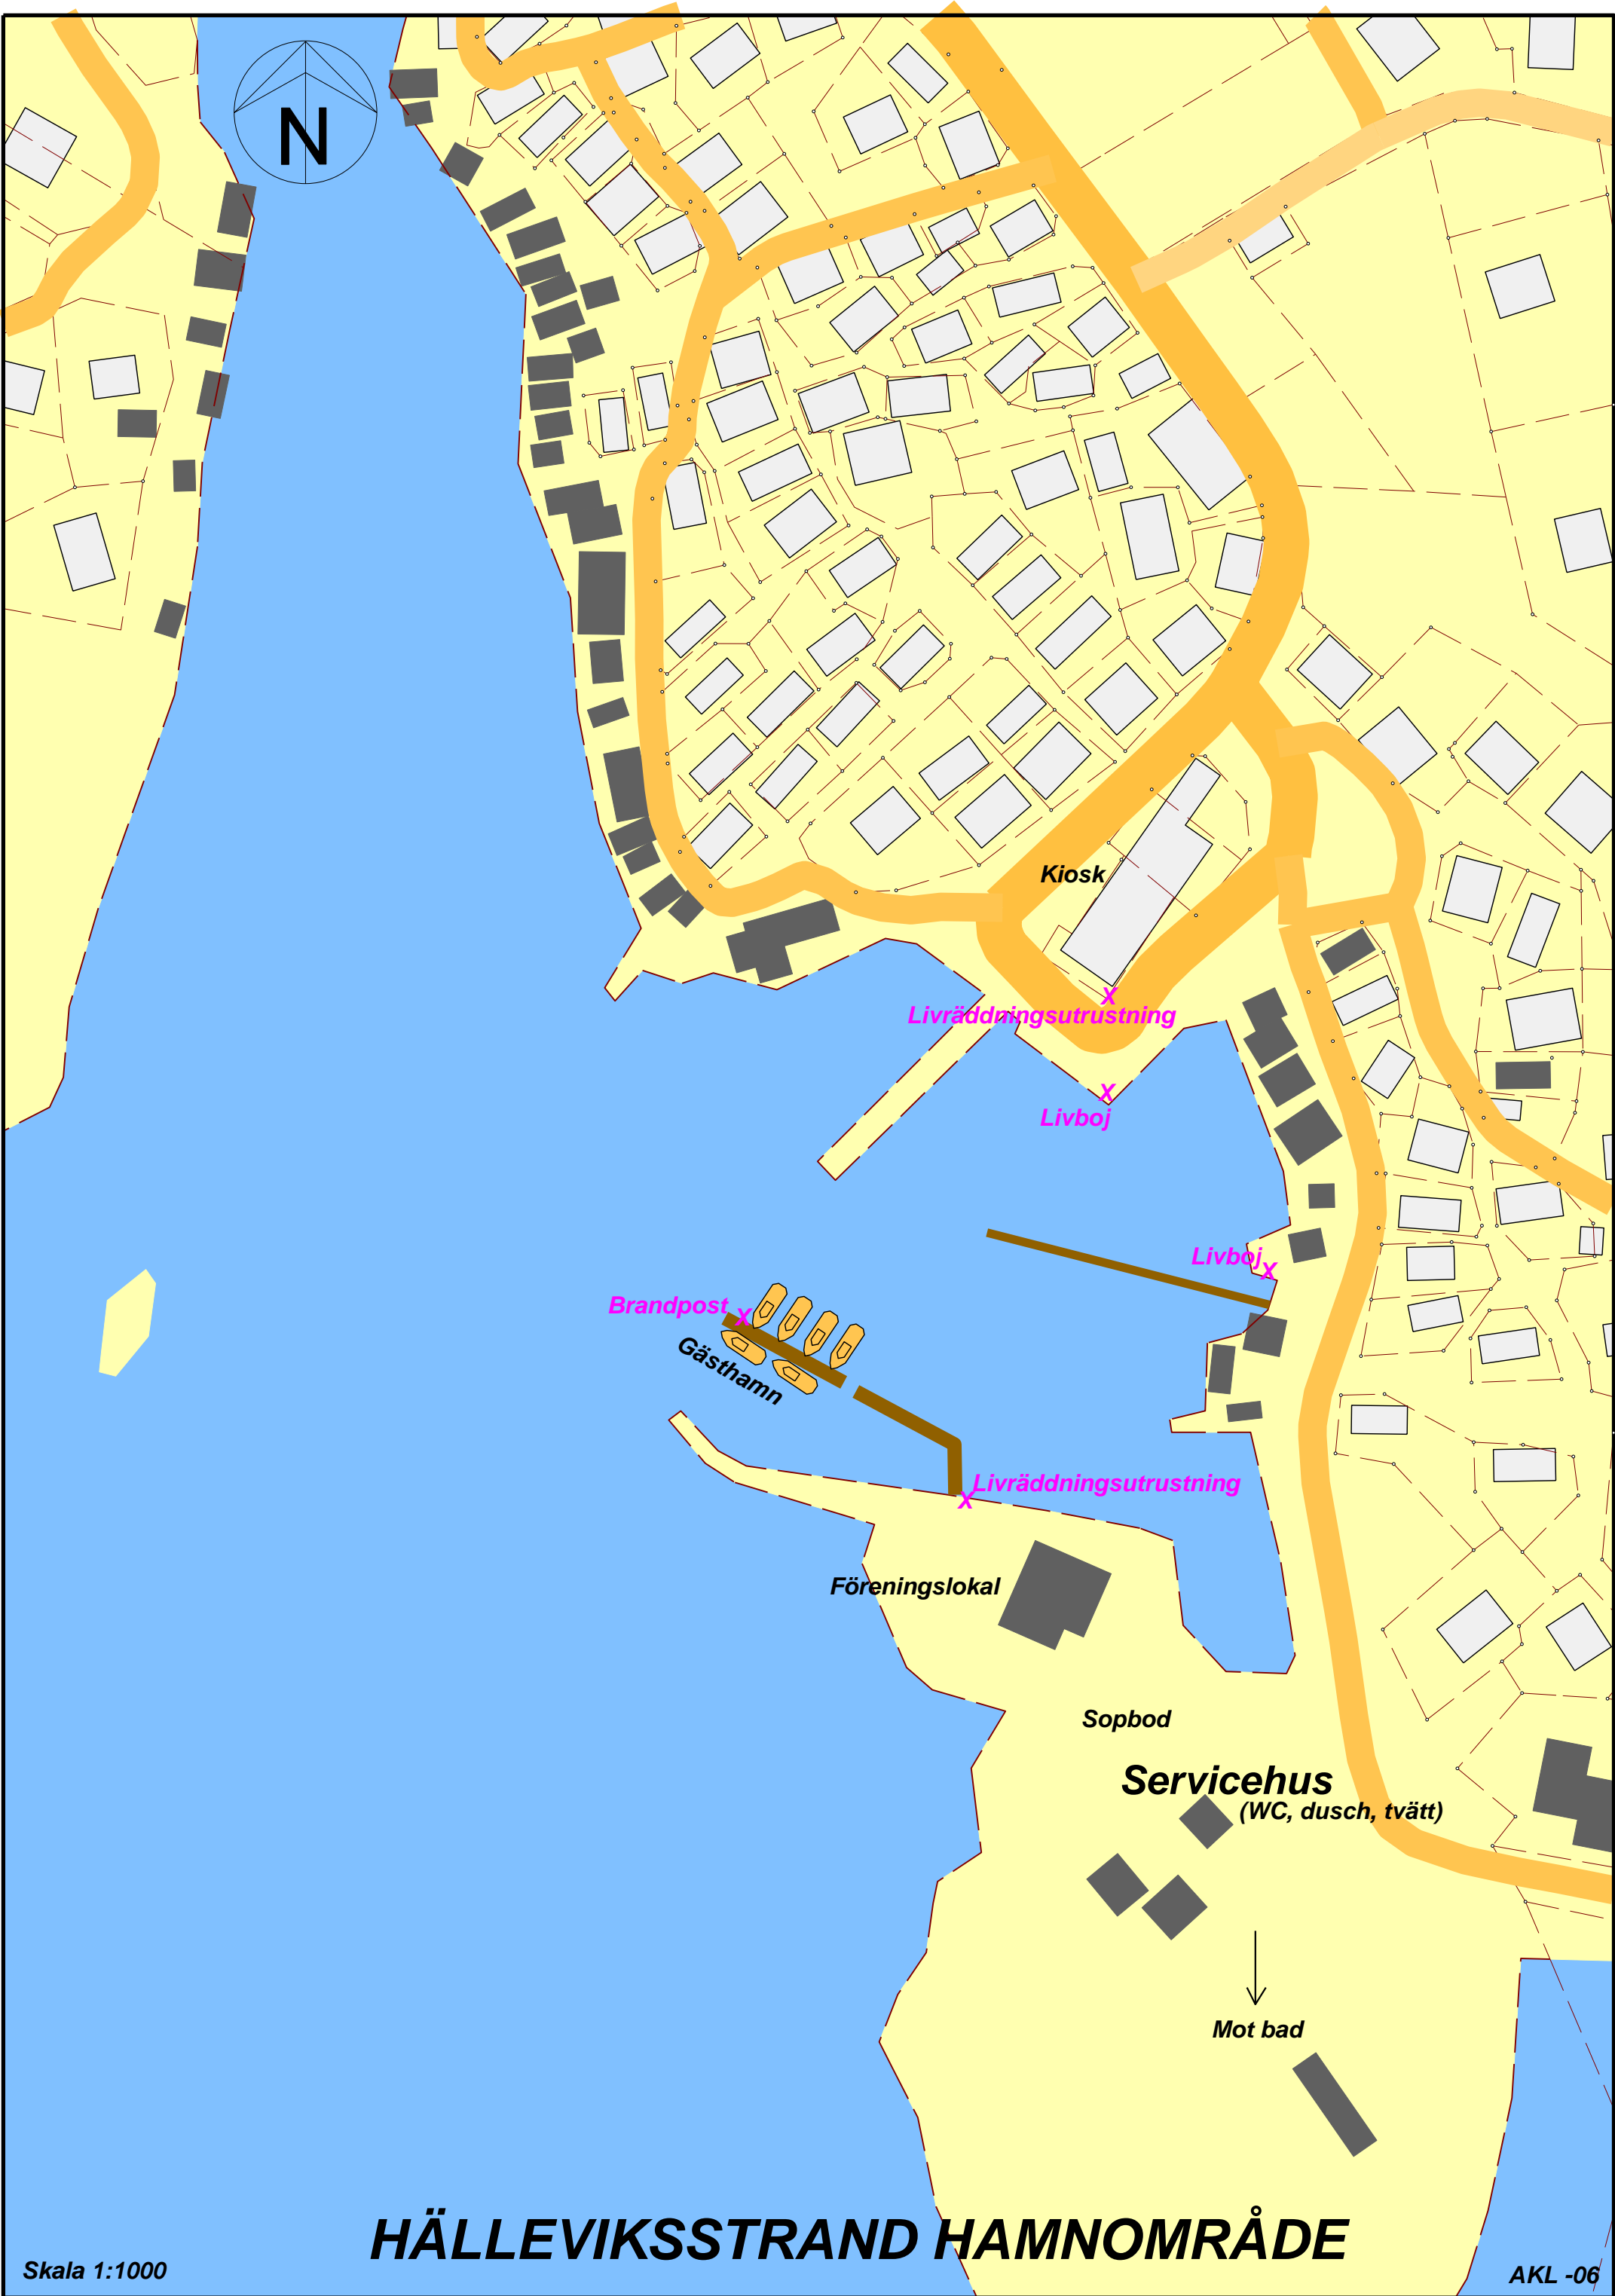 N
Kiosk
X
Livräddningsutrustning
X
Livboj
Livboj
X
Brandpost
X
Gästhamn
Livräddningsutrustning
X
Föreningslokal
Sopbod
Servicehus
(WC, dusch, tvätt)
Mot bad
HÄLLEVIKSSTRAND HAMNOMRÅDE
Skala 1:1000
AKL -06